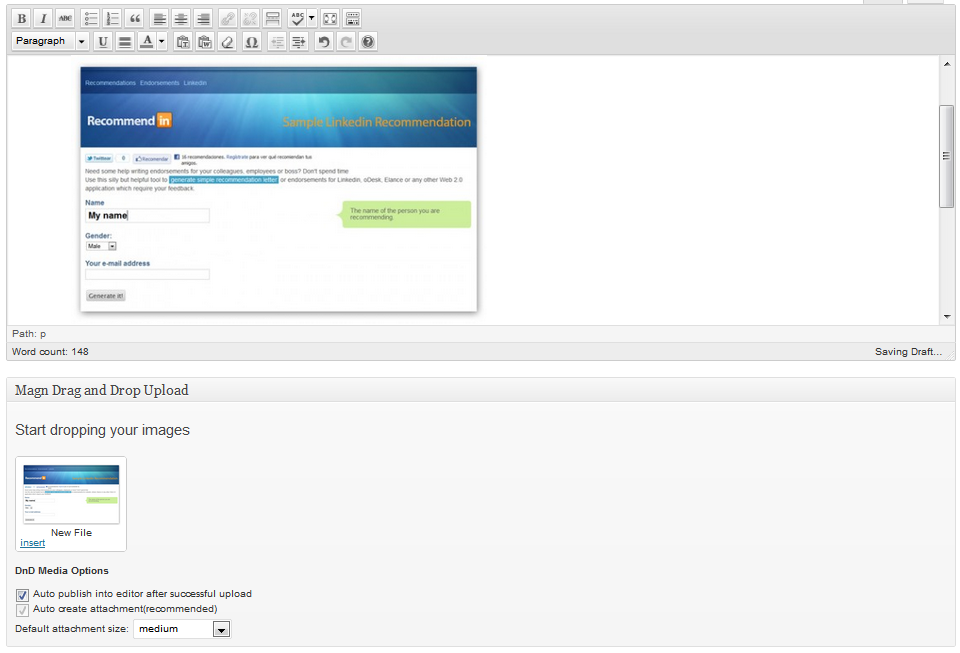 B I ABC ABC
Paragraph U A T W Ω
Recommendations Endorsements Linkedin
Recommend in
Sample Linkedin Recommendation
Twittear 0 Recomendar 16 recomendaciones. Regístrate para ver qué recomiendan tus
amigos.
Need some help writing endorsements for your colleagues, employees or boss? Don't spend time
Use this silly but helpful tool to generate simple recommendation letter or endorsements for Linkedin, oDesk, Elance or any other Web 2.0
application which require your feedback.
Name
My name
The name of the person you are
recommending
Gender:
Male
Your e-mail address
Generate it!
Path: p
Word count: 148 Saving Draft...
Magn Drag and Drop Upload
Start dropping your images
New File
insert
DnD Media Options
Auto publish into editor after successful upload
Auto create attachment(recommended)
Default attachment size: medium